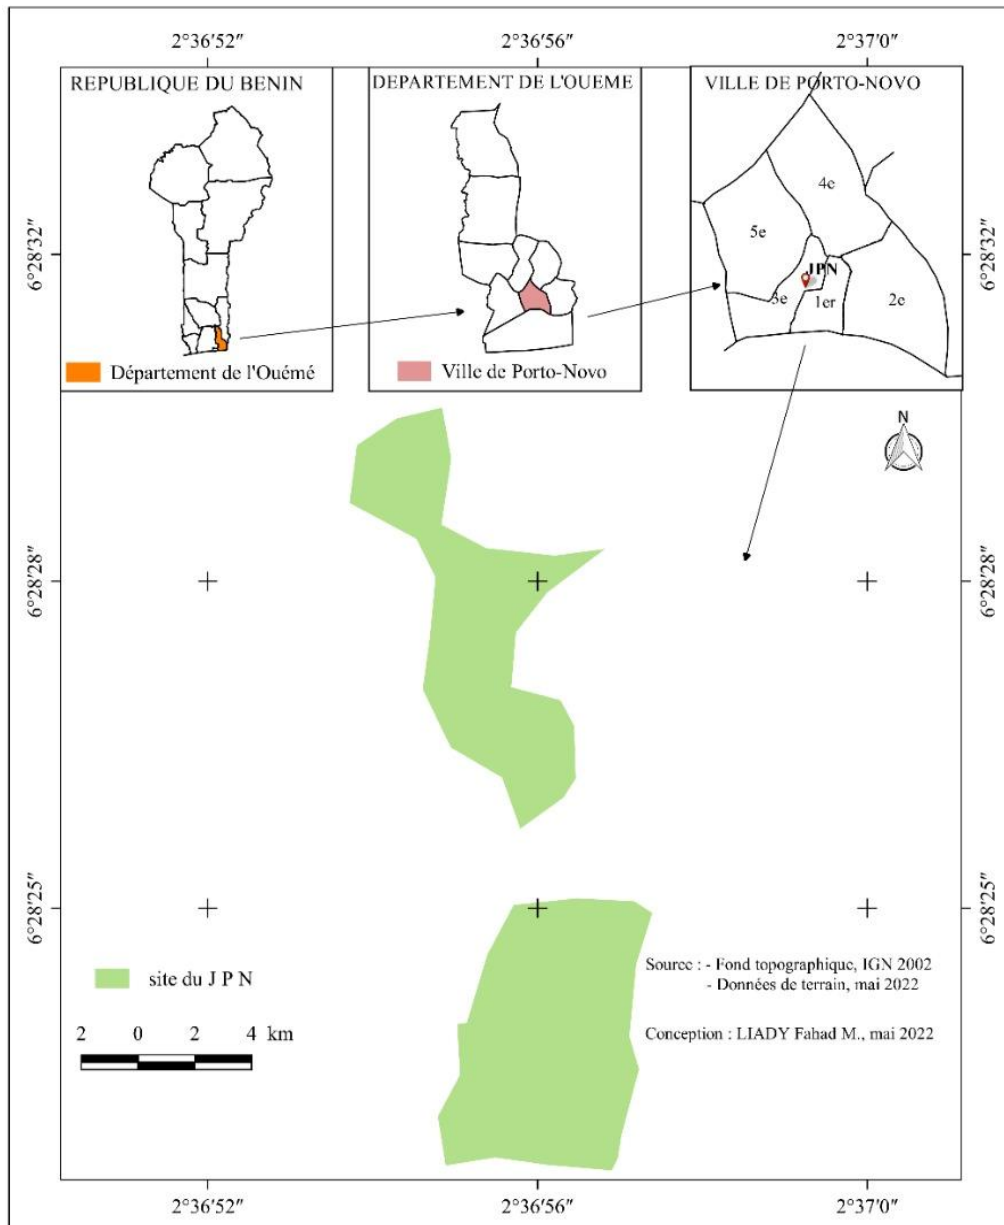 2°36'52"
2°36'56"
2°37'0"
REPUBLIQUE DU BENIN
DEPARTEMENT DE L'OUEME
VILLE DE PORTO-NOVO
4e
5e
6°28'32"
6°28'32"
JPN
3e
1er
2e
Département de l'Ouémé
Ville de Porto-Novo
N
6°28'28"
6°28'28"
6°28'25"
6°28'25"
site du J P N
Source : - Fond topographique, IGN 2002
- Données de terrain, mai 2022
2 0 2 4 km
Conception : LIADY Fahad M., mai 2022
2°36'52"
2°36'56"
2°37'0"